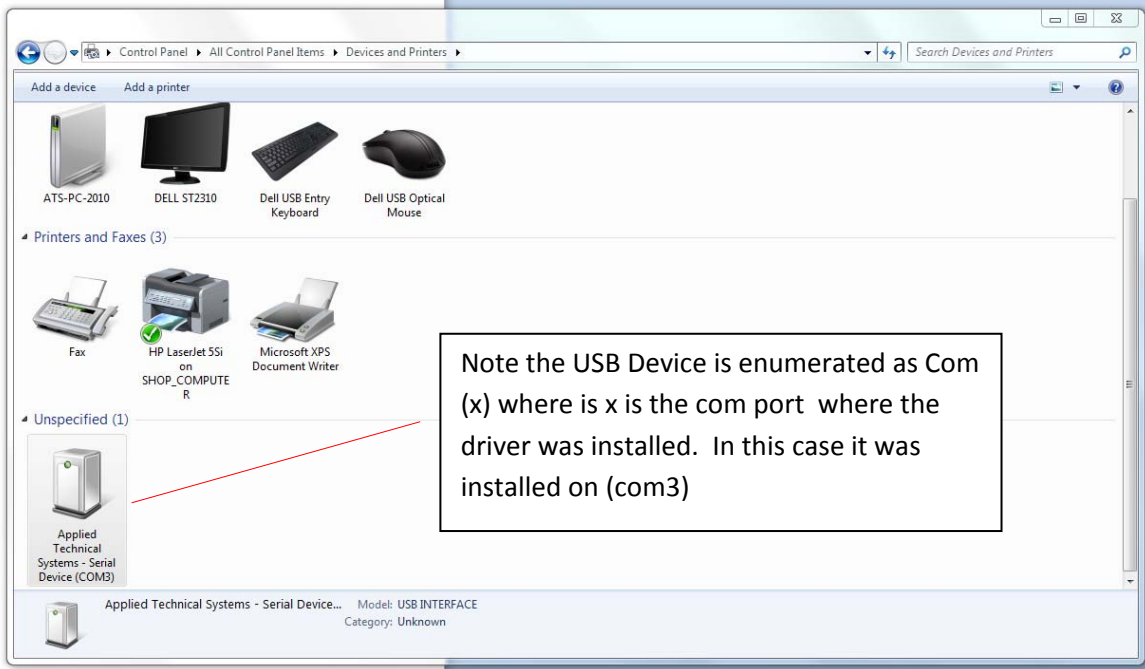 Control Panel ▸ All Control Panel Items ▸ Devices and Printers ▸
Search Devices and Printers
Add a device Add a printer
ATS-PC-2010
DELL ST2310
Dell USB Entry
Keyboard
Dell USB Optical
Mouse
Printers and Faxes (3)
Fax
HP LaserJet 5Si
on
SHOP_COMPUTE
R
Microsoft XPS
Document Writer
Note the USB Device is enumerated as Com
(x) where is x is the com port where the
driver was installed. In this case it was
installed on (com3)
Unspecified (1)
Applied
Technical
Systems - Serial
Device (COM3)
Applied Technical Systems - Serial Device... Model: USB INTERFACE
Category: Unknown